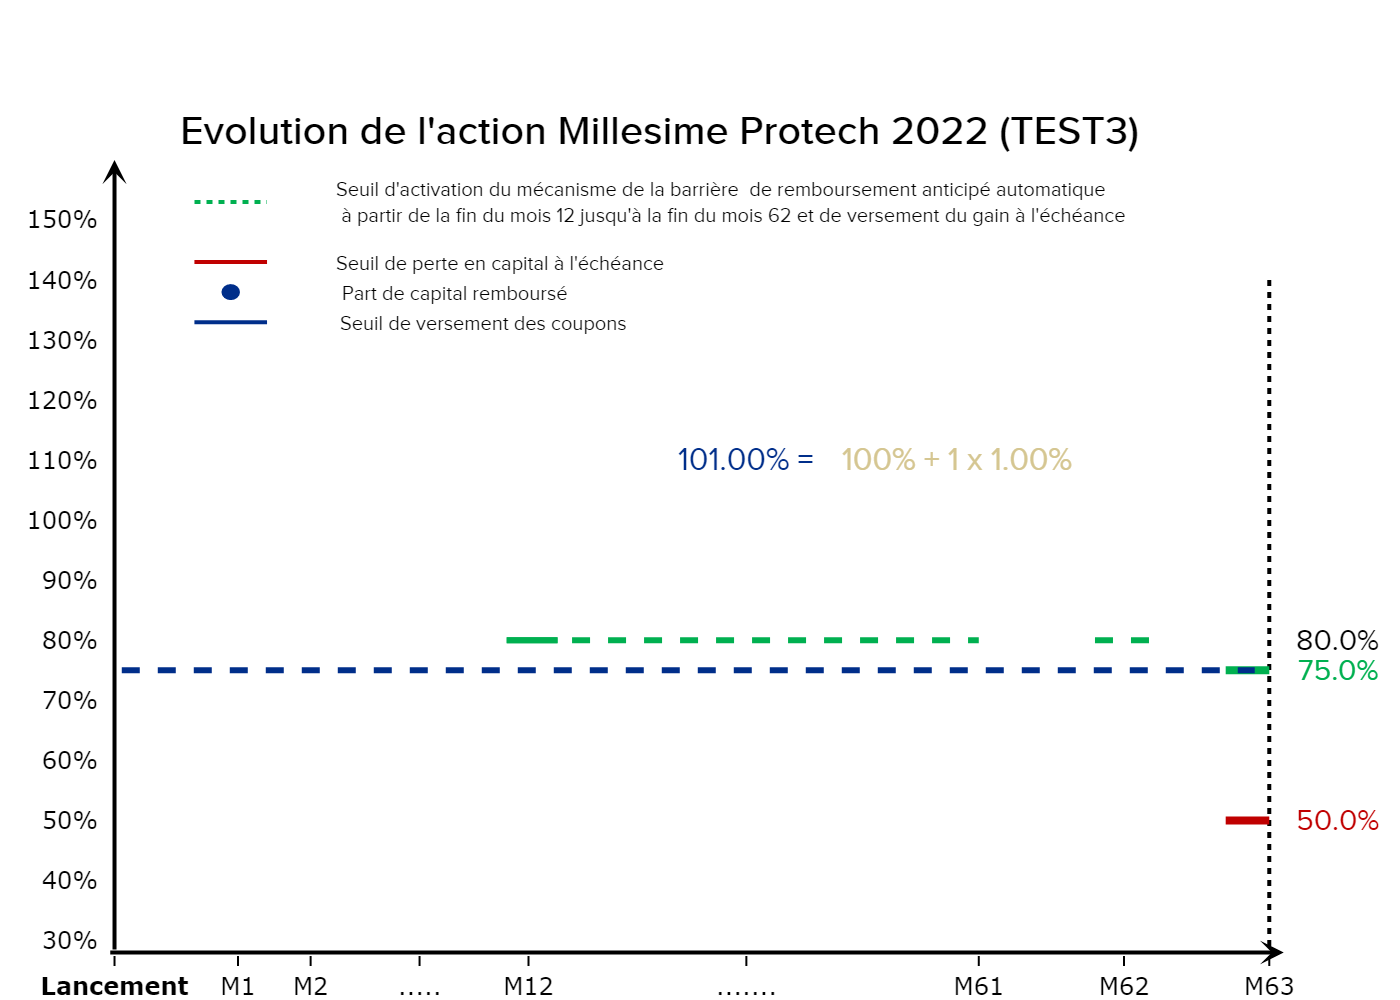 Evolution de l'action Millesime Protech 2022 (TEST3)
Seuil d'activation du mécanisme de la barrière de remboursement anticipé automatique
à partir de la fin du mois 12 jusqu'à la fin du mois 62 et de versement du gain à l'échéance
Seuil de perte en capital à l'échéance
Part de capital remboursé
Seuil de versement des coupons
150%
140%
130%
120%
110%
101.00% = 100% + 1 x 1.00%
100%
90%
80%
80.0%
75.0%
70%
60%
50%
50.0%
40%
30%
Lancement M1 M2 ..... M12 ....... M61 M62 M63